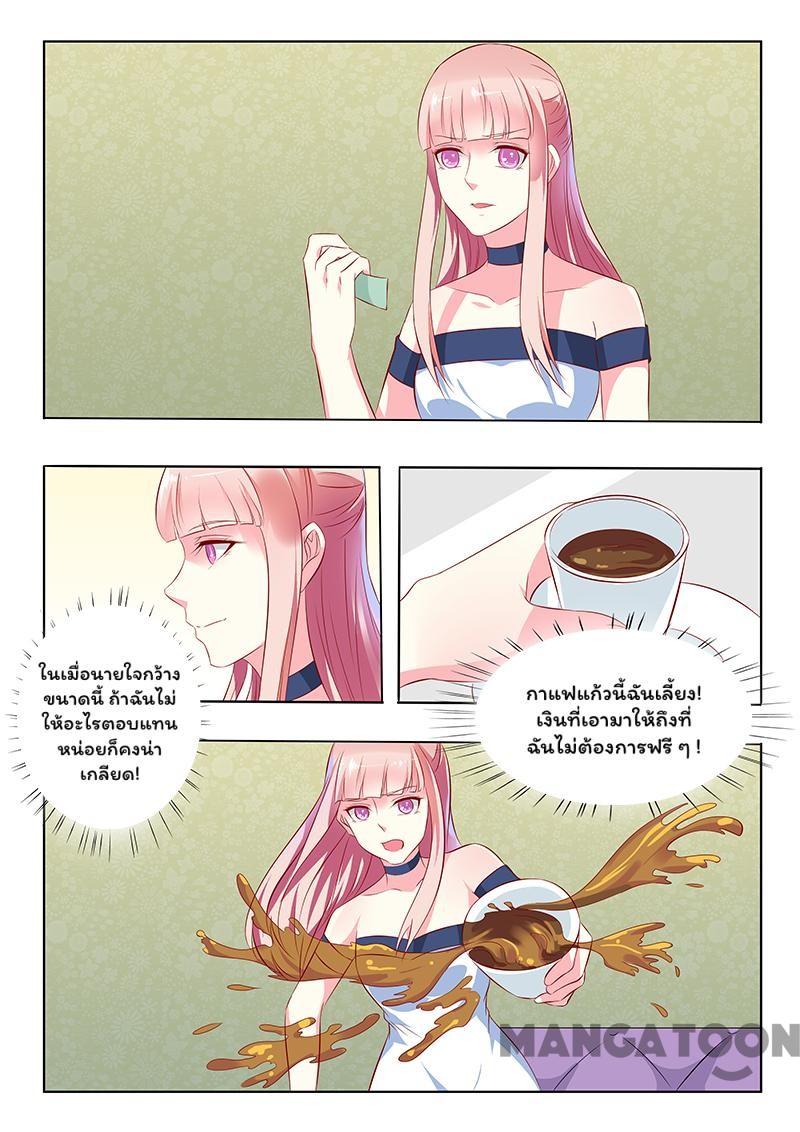 ในเมื่อนายใจกว้าง
ขนาดนี้ ถ้าฉันไม่
ให้อะไรตอบแทน
หน่อยก็คงน่า
เกลียด!
กาแฟแก้วนี้ฉันเลี้ยง!
เงินที่เอามาให้ถึงที่
ฉันไม่ต้องการฟรี ๆ !
MANGATOON